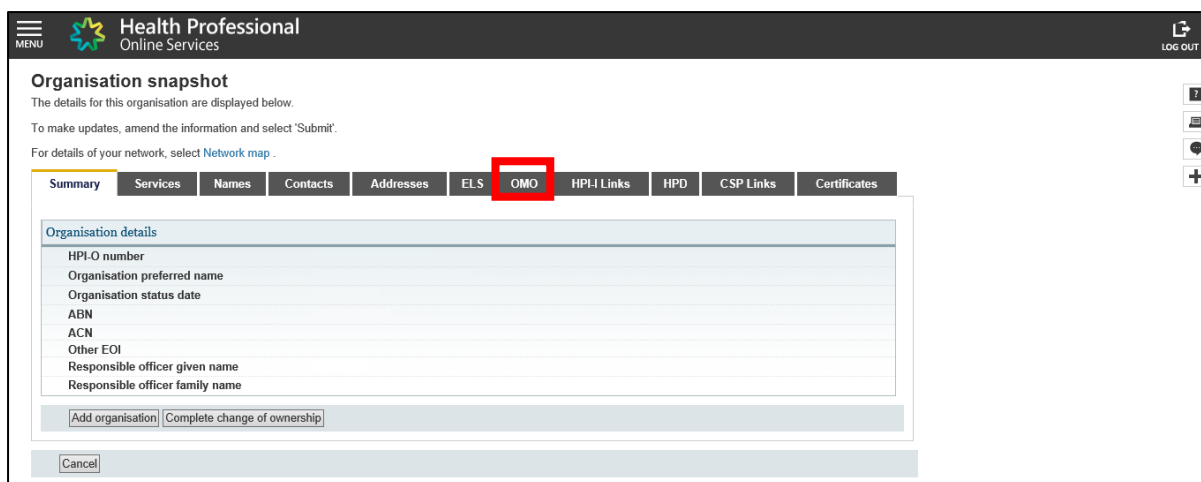 MENU
Health Professional
Online Services
LOG OUT
Organisation snapshot
The details for this organisation are displayed below.
To make updates, amend the information and select 'Submit'.
For details of your network, select Network map .
Summary Services Names Contacts Addresses ELS OMO HPI-I Links HPD CSP Links Certificates
Organisation details
HPI-O number
Organisation preferred name
Organisation status date
ABN
ACN
Other EOI
Responsible officer given name
Responsible officer family name
Add organisation Complete change of ownership
Cancel